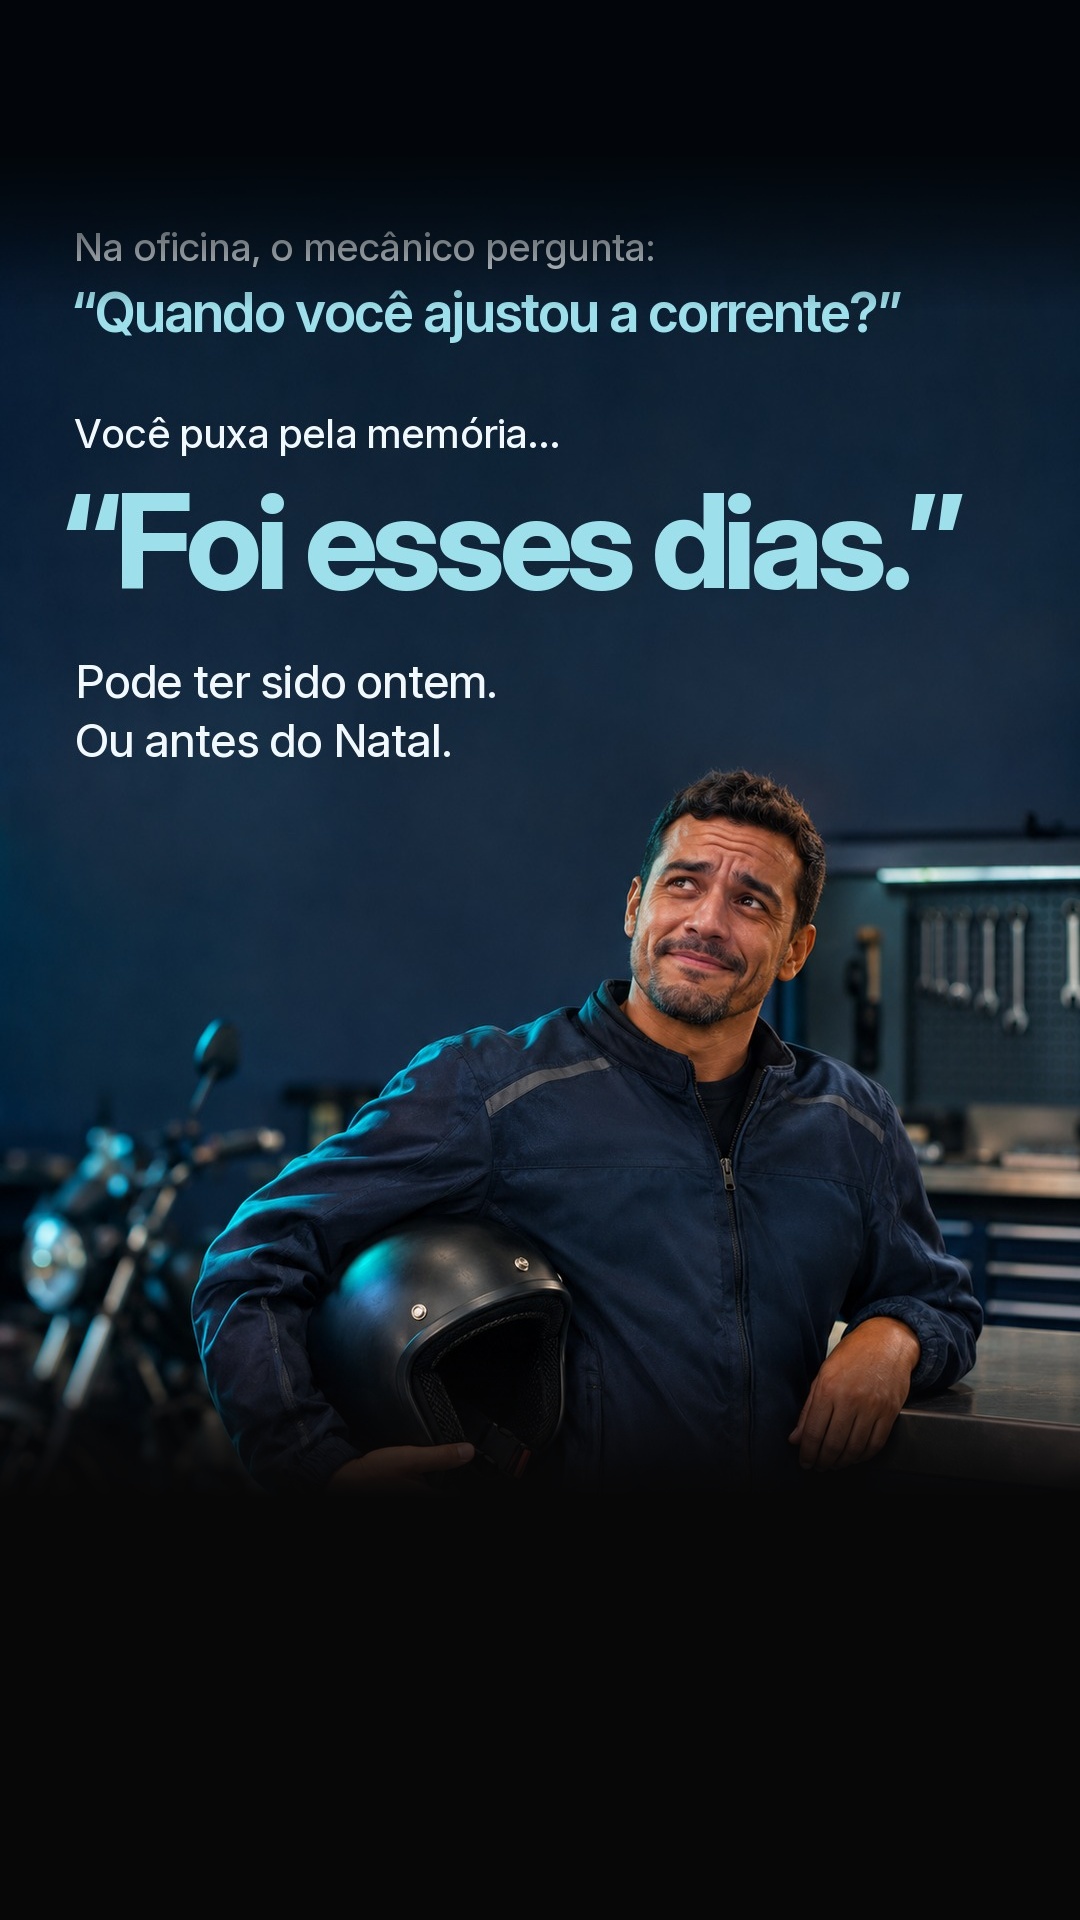 Na oficina, o mecânico pergunta:
“Quando você ajustou a corrente?”
Você puxa pela memória...
“Foi esses dias.”
Pode ter sido ontem.
Ou antes do Natal.